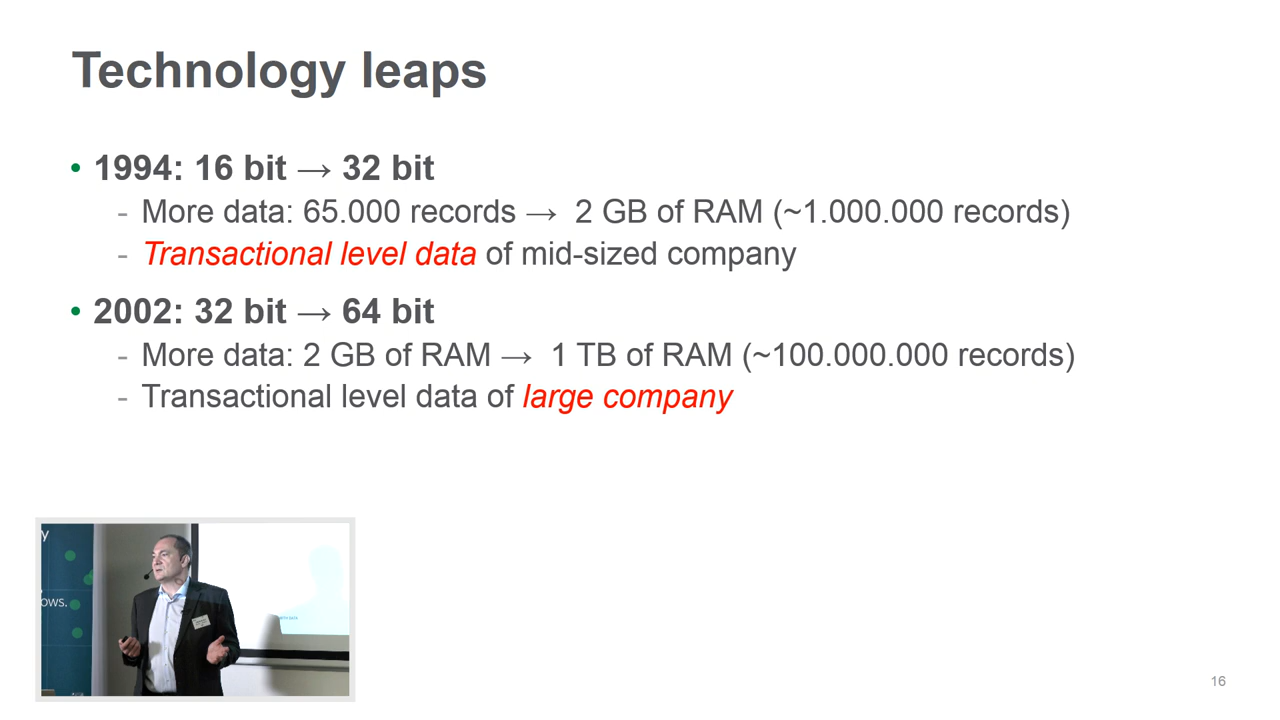 Technology leaps
• 1994: 16 bit → 32 bit
- More data: 65.000 records → 2 GB of RAM (~1.000.000 records)
- Transactional level data of mid-sized company
• 2002: 32 bit → 64 bit
- More data: 2 GB of RAM → 1 TB of RAM (~100.000.000 records)
- Transactional level data of large company
y
ows.
16